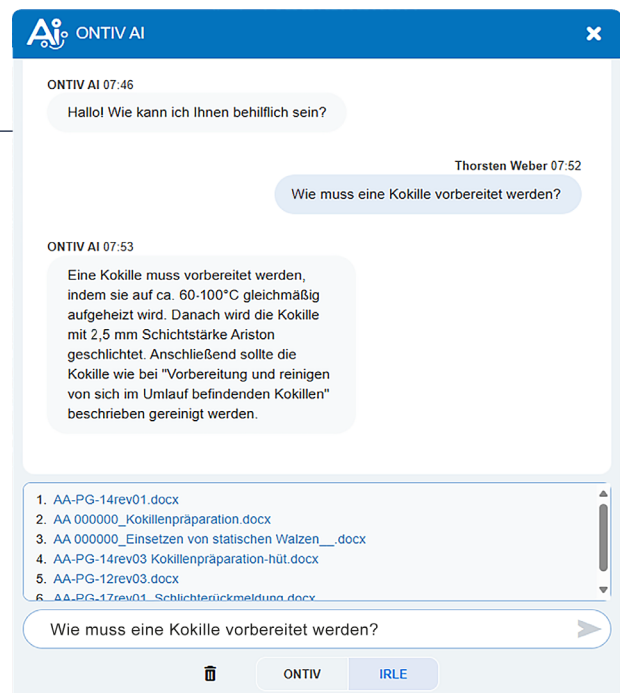 Ai ONTIV AI
ONTIV AI 07:46
Hallo! Wie kann ich Ihnen behilflich sein?
Thorsten Weber 07:52
Wie muss eine Kokille vorbereitet werden?
ONTIV AI 07:53
Eine Kokille muss vorbereitet werden,
indem sie auf ca. 60-100°C gleichmäßig
aufgeheizt wird. Danach wird die Kokille
mit 2,5 mm Schichtstärke Ariston
geschlichtet. Anschließend sollte die
Kokille wie bei "Vorbereitung und reinigen
von sich im Umlauf befindenden Kokillen"
beschrieben gereinigt werden.
1. AA-PG-14rev01.docx
2. AA 000000_Kokillenpräparation.docx
3. AA 000000_Einsetzen von statischen Walzen__.docx
4. AA-PG-14rev03 Kokillenpräparation-hüt.docx
5. AA-PG-12rev03.docx
6. AA-PG-17rev01_Schlichterückmeldung.docx
Wie muss eine Kokille vorbereitet werden?
ONTIV IRLE